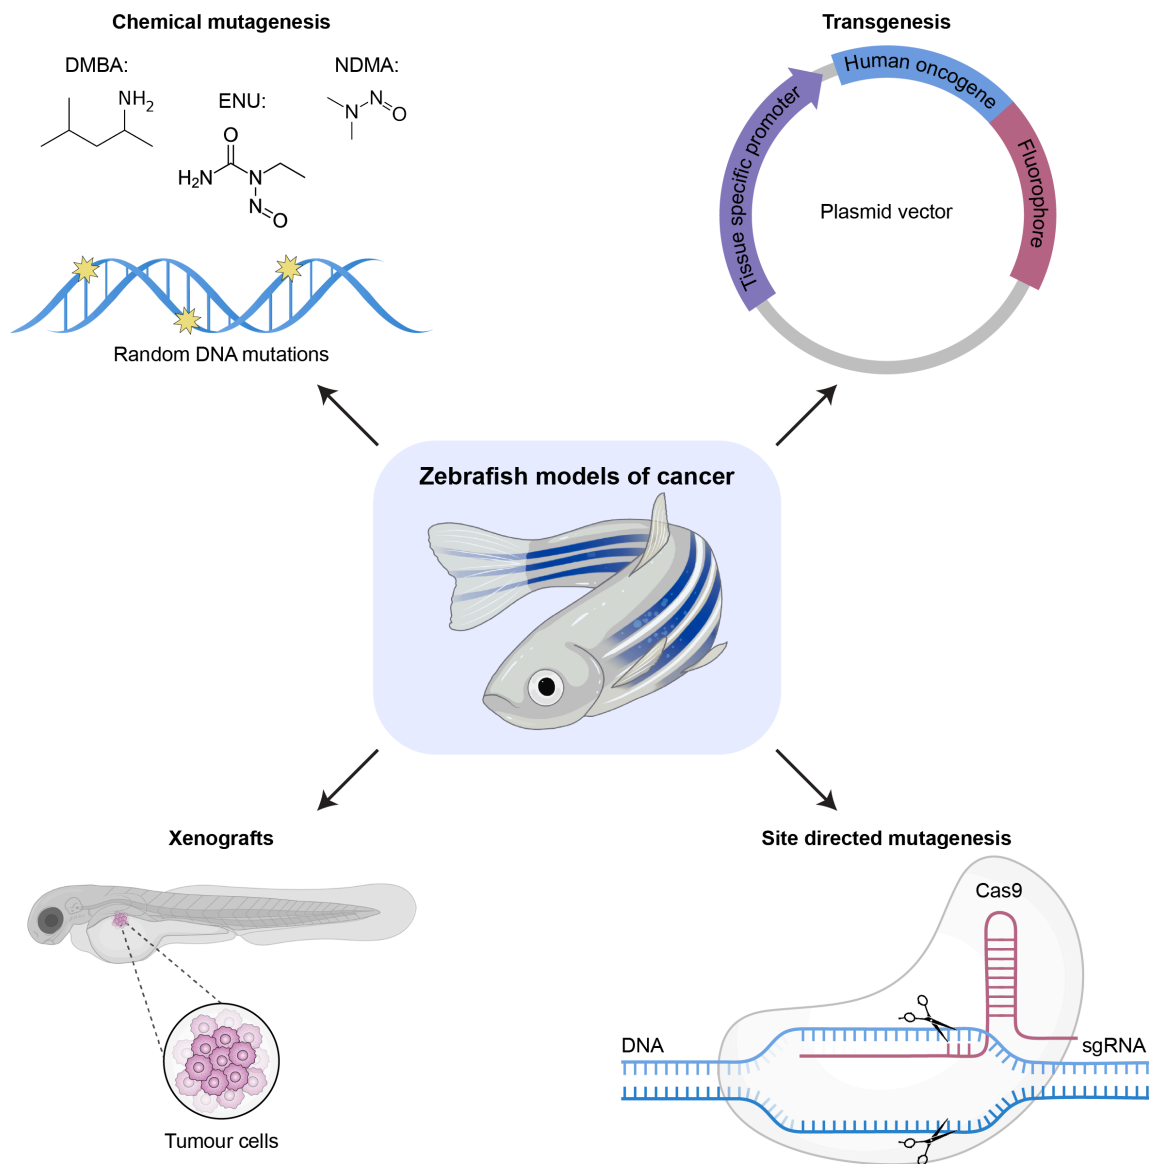 Chemical mutagenesis
DMBA:
NH2
ENU:
O
H2N
N
N
O
NDMA:
N
N
O
Random DNA mutations
Transgenesis
Tissue specific promoter
Human oncogene
Fluorophore
Plasmid vector
Zebrafish models of cancer
Xenografts
Tumour cells
Site directed mutagenesis
Cas9
DNA
sgRNA